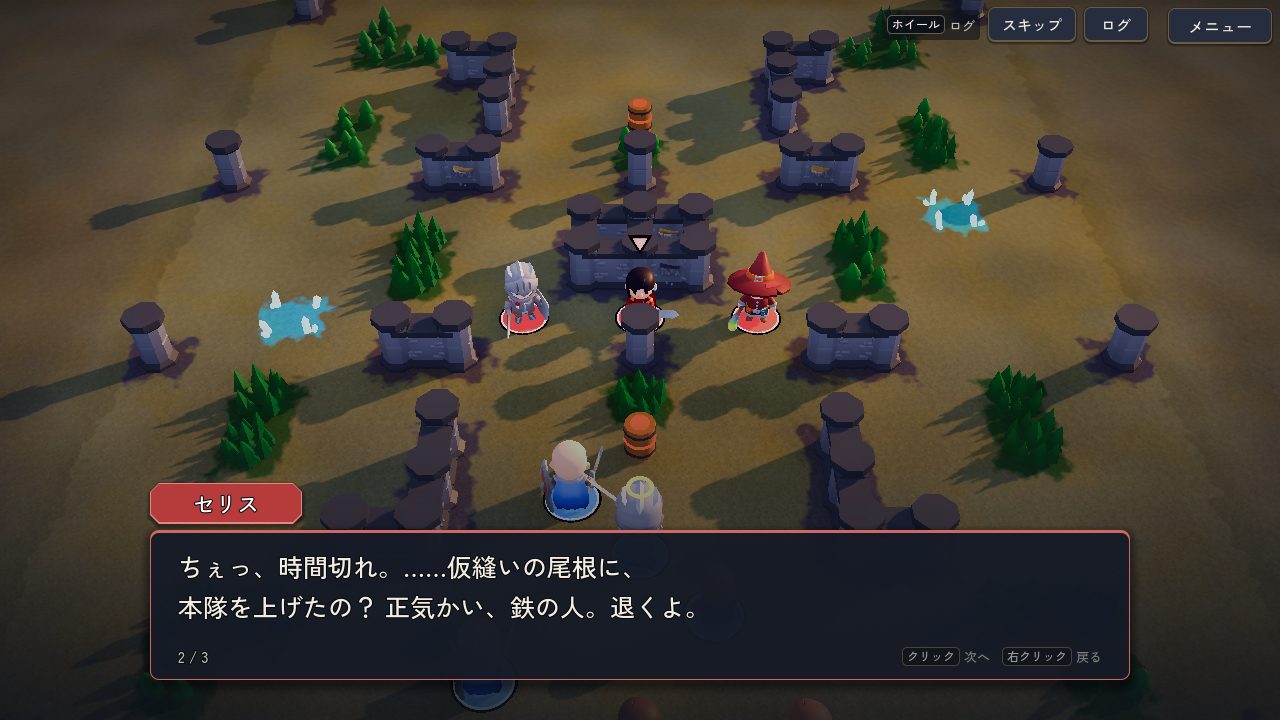 ホイール ログ スキップ ログ メニュー
セリス
ちぇっ、時間切れ。……仮縫いの尾根に、
本隊を上げたの？ 正気かい、鉄の人。退くよ。
2 / 3
クリック 次へ 右クリック 戻る